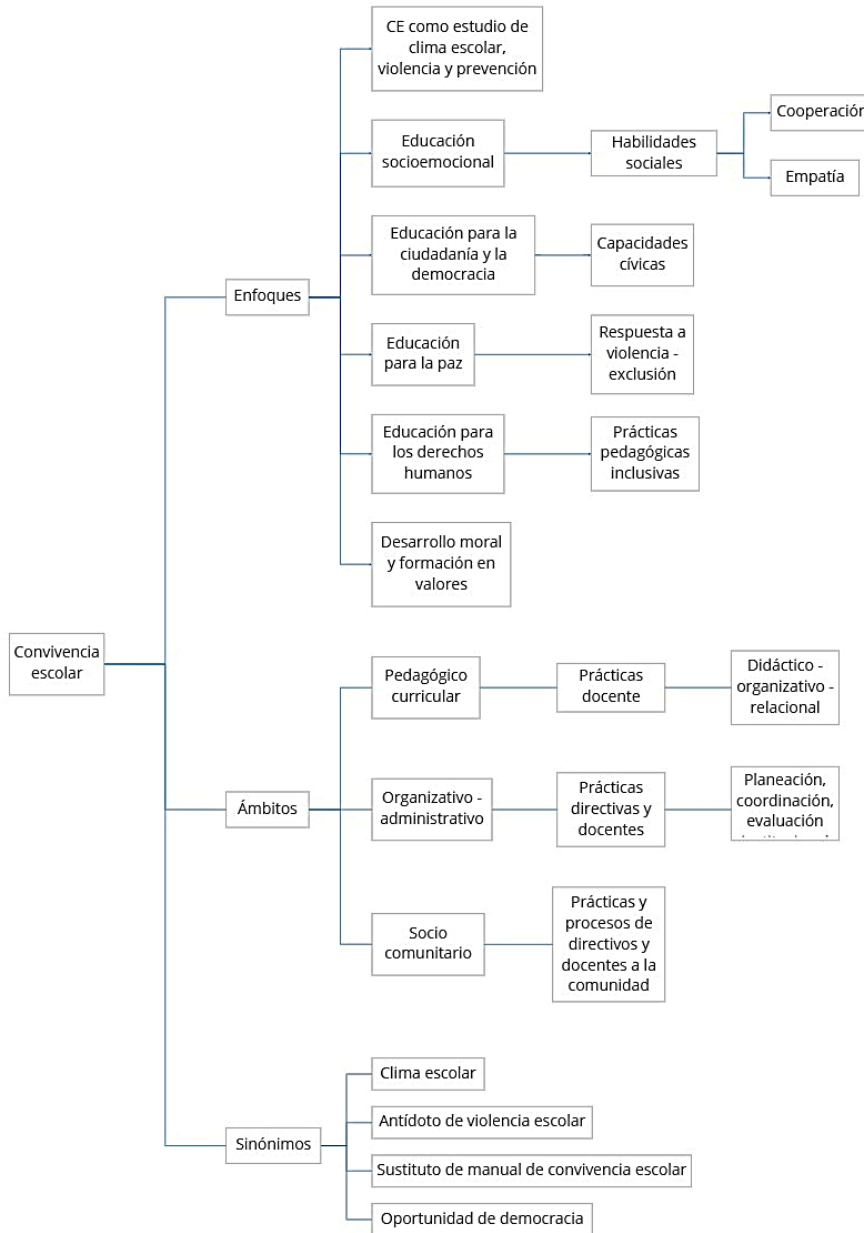 CE como estudio de
clima escolar,
violencia y prevención
Educación
socioemocional
Habilidades
sociales
Cooperación
Empatía
Educación para la
ciudadanía y la
democracia
Capacidades
cívicas
Enfoques
Educación
para la paz
Respuesta a
violencia -
exclusión
Educación para
los derechos
humanos
Prácticas
pedagógicas
inclusivas
Desarrollo moral
y formación en
valores
Convivencia
escolar
Pedagógico
curricular
Prácticas
docente
Didáctico -
organizativo -
relacional
Ámbitos
Organizativo -
administrativo
Prácticas
directivas y
docentes
Planeación,
coordinación,
evaluación
Socio
comunitario
Prácticas y
procesos de
directivos y
docentes a la
comunidad
Sinónimos
Clima escolar
Antídoto de violencia escolar
Sustituto de manual de convivencia escolar
Oportunidad de democracia